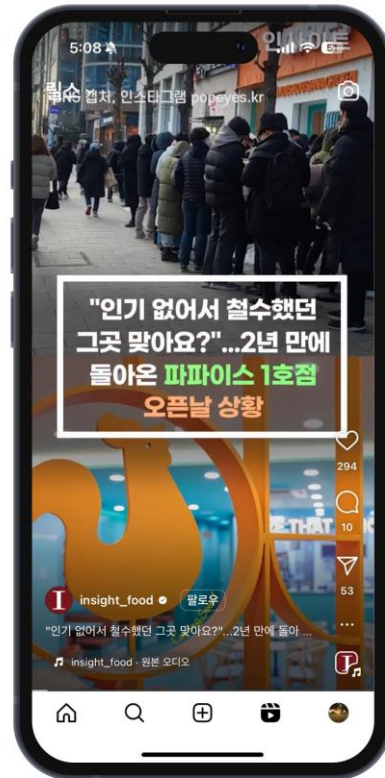 5:08
인사이트
릴스
SNS 캡처, 인스타그램 popeyes.kr
"인기 없어서 철수했던
그곳 맞아요?"...2년 만에
돌아온 파파이스 1호점
오픈날 상황
294
10
53
insight_food
팔로우
"인기 없어서 철수했던 그곳 맞아요?"...2년 만에 돌아 ...
insight_food · 원본 오디오